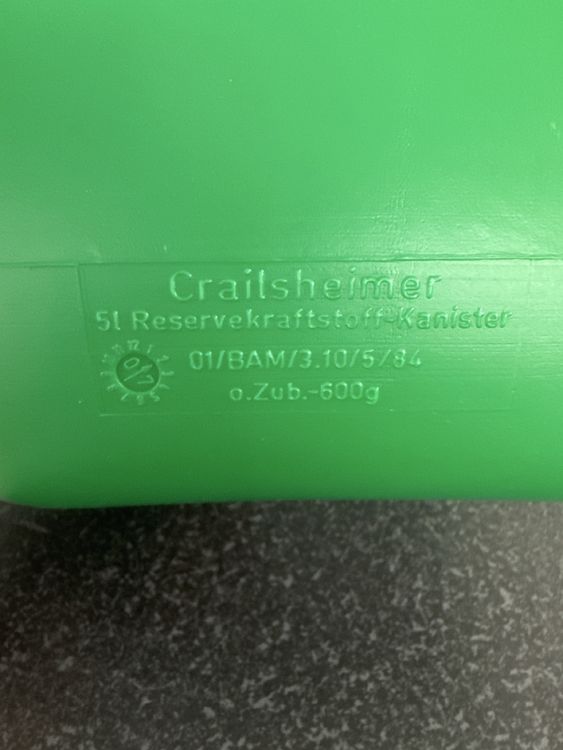 Crailsheimer
5l Reservekraftstoff-Kanister
01/BAM/3.10/5/84
o.Zub.-600g